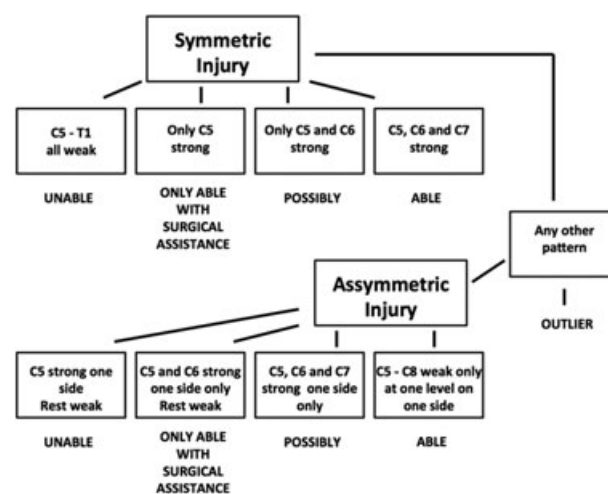 Symmetric
Injury
C5 - T1
all weak
Only C5
strong
Only C5 and C6
strong
C5, C6 and C7
strong
UNABLE
ONLY ABLE
WITH
SURGICAL
ASSISTANCE
POSSIBLY
ABLE
Any other
pattern
OUTLIER
Assymetric
Injury
C5 strong one
side
Rest weak
C5 and C6 strong
one side only
Rest weak
C5, C6 and C7
strong one side
only
C5 - C8 weak only
at one level on
one side
UNABLE
ONLY ABLE
WITH
SURGICAL
ASSISTANCE
POSSIBLY
ABLE